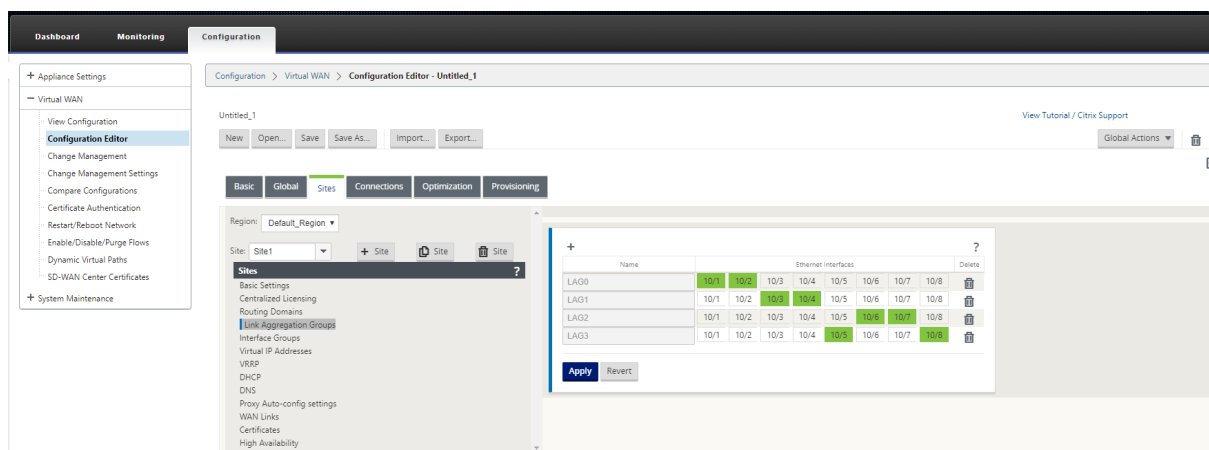 Dashboard Monitoring Configuration
+ Appliance Settings
− Virtual WAN
View Configuration
Configuration Editor
Change Management
Change Management Settings
Compare Configurations
Certificate Authentication
Restart/Reboot Network
Enable/Disable/Purge Flows
Dynamic Virtual Paths
SD-WAN Center Certificates
+ System Maintenance
Configuration > Virtual WAN > Configuration Editor - Untitled_1
Untitled_1 View Tutorial / Citrix Support
New Open... Save Save As... Import... Export... Global Actions
Basic Global Sites Connections Optimization Provisioning
Region: Default_Region
Site: Site1 + Site Site Site
Sites ?
Basic Settings
Centralized Licensing
Routing Domains
Link Aggregation Groups
Interface Groups
Virtual IP Addresses
VRRP
DHCP
DNS
Proxy Auto-config settings
WAN Links
Certificates
High Availability
+ ?
Name Ethernet Interfaces Delete
LAG0 10/1 10/2 10/3 10/4 10/5 10/6 10/7 10/8
LAG1 10/1 10/2 10/3 10/4 10/5 10/6 10/7 10/8
LAG2 10/1 10/2 10/3 10/4 10/5 10/6 10/7 10/8
LAG3 10/1 10/2 10/3 10/4 10/5 10/6 10/7 10/8
Apply Revert